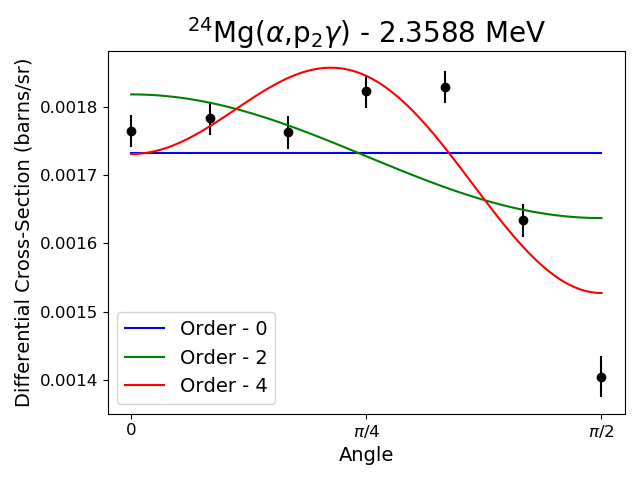 ²⁴Mg(α,p₂γ) - 2.3588 MeV
Differential Cross-Section (barns/sr)
0.0018
0.0017
0.0016
0.0015
0.0014
Order - 0
Order - 2
Order - 4
0
π/4
π/2
Angle